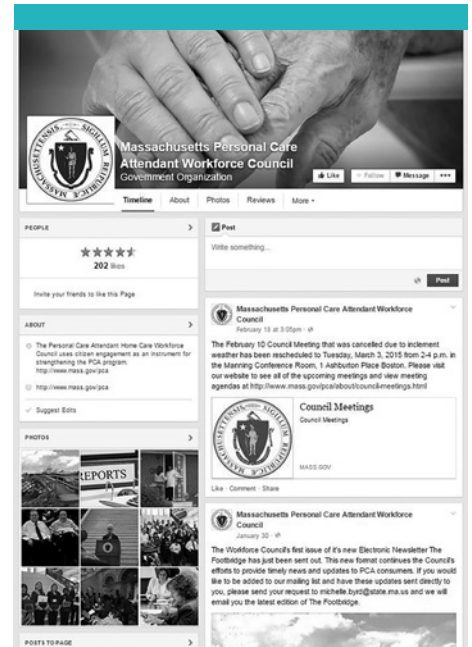 Massachusetts Personal Care
Attendant Workforce Council
Government Organization
Like
Follow
Message
Timeline About Photos Reviews More
PEOPLE
202 likes
Invite your friends to like this Page
ABOUT
The Personal Care Attendant Home Care Workforce
Council uses citizen engagement as an instrument for
strengthening the PCA program.
http://www.mass.gov/pca
http://www.mass.gov/pca
Suggest Edits
PHOTOS
REPORTS
POSTS TO PAGE
Post
Write something...
Post
Massachusetts Personal Care Attendant Workforce
Council
February 18 at 3:05pm
The February 10 Council Meeting that was cancelled due to inclement
weather has been rescheduled to Tuesday, March 3, 2015 from 2-4 p.m. in
the Manning Conference Room, 1 Ashburton Place Boston. Please visit
our website to see all of the upcoming meetings and view meeting
agendas at http://www.mass.gov/pca/about/council-meetings.html
Council Meetings
Council Meetings
MASS.GOV
Like · Comment · Share
Massachusetts Personal Care Attendant Workforce
Council
January 30
The Workforce Council's first issue of it's new Electronic Newsletter The
Footbridge has just been sent out. This new format continues the Council's
efforts to provide timely news and updates to PCA consumers. If you would
like to be added to our mailing list and have these updates sent directly to
you, please send your request to michelle.byrd@state.ma.us and we will
email you the latest edition of The Footbridge.